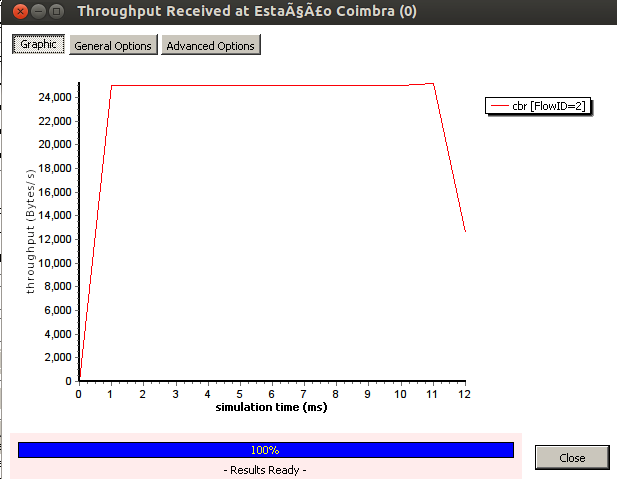 Throughput Received at EstaÃ§Ã£o Coimbra (0)
Graphic General Options Advanced Options
cbr [FlowID=2]
throughput (Bytes/s)
24,000
22,000
20,000
18,000
16,000
14,000
12,000
10,000
8,000
6,000
4,000
2,000
0
0 1 2 3 4 5 6 7 8 9 10 11 12
simulation time (ms)
100%
- Results Ready -
Close